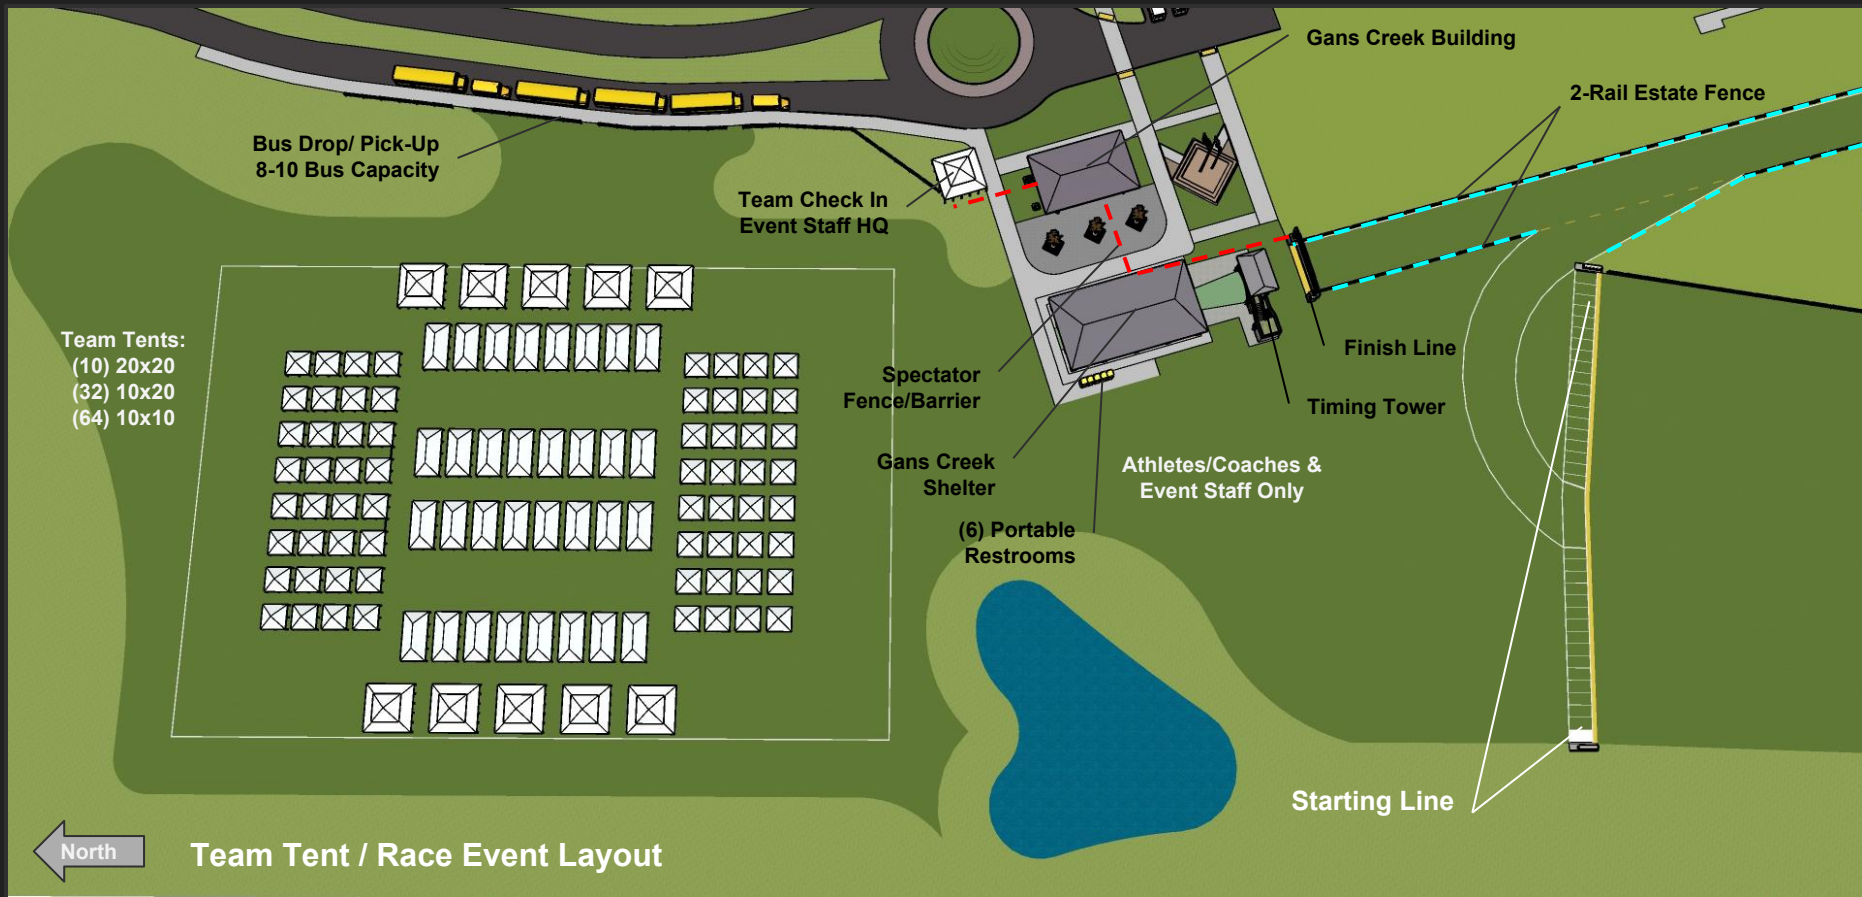 Gans Creek Building
2-Rail Estate Fence
Bus Drop/ Pick-Up
8-10 Bus Capacity
Team Check In
Event Staff HQ
Team Tents:
(10) 20x20
(32) 10x20
(64) 10x10
Finish Line
Spectator
Fence/Barrier
Timing Tower
Gans Creek
Shelter
Athletes/Coaches &
Event Staff Only
(6) Portable
Restrooms
Starting Line
North
Team Tent / Race Event Layout